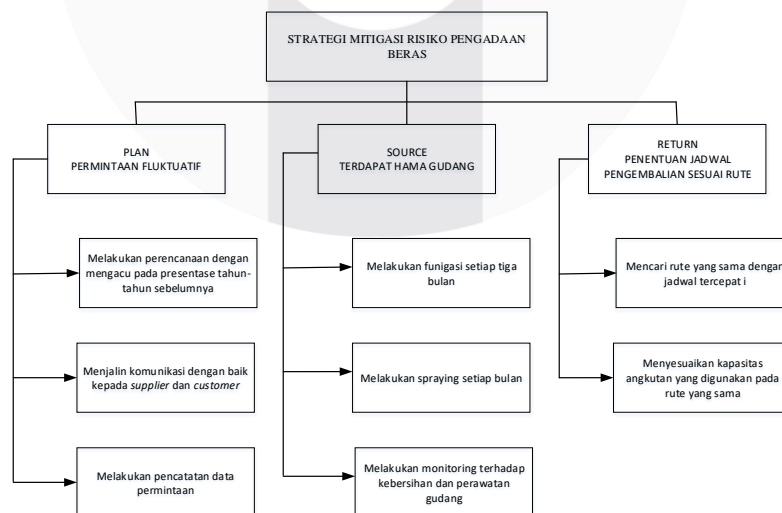 STRATEGI MITIGASI RISIKO PENGADAAN
BERAS
PLAN
PERMINTAAN FLUKTUATIF
SOURCE
TERDAPAT HAMA GUDANG
RETURN
PENENTUAN JADWAL
PENGEMBALIAN SESUAI RUTE
Melakukan perencanaan dengan
mengacu pada presentase tahun-
tahun sebelumnya
Melakukan funigasi setiap tiga
bulan
Mencari rute yang sama dengan
jadwal tercepat i
Menjalin komunikasi dengan baik
kepada supplier dan customer
Melakukan spraying setiap bulan
Menyesuaikan kapasitas
angkutan yang digunakan pada
rute yang sama
Melakukan pencatatan data
permintaan
Melakukan monitoring terhadap
kebersihan dan perawatan
gudang